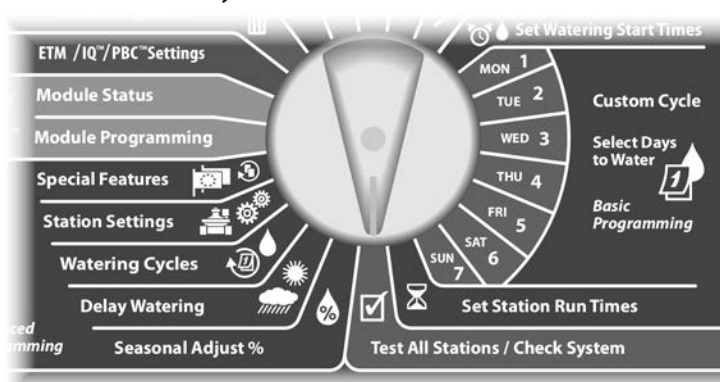 ETM /IQ™/PBC™Settings
Module Status
Module Programming
Special Features
Station Settings
Watering Cycles
Delay Watering
Seasonal Adjust %
%
Set Watering Start Times
MON 1
TUE 2
WED 3
THU 4
FRI 5
SAT 6
SUN 7
Custom Cycle
Select Days
to Water
1
Basic
Programming
Set Station Run Times
Test All Stations / Check System